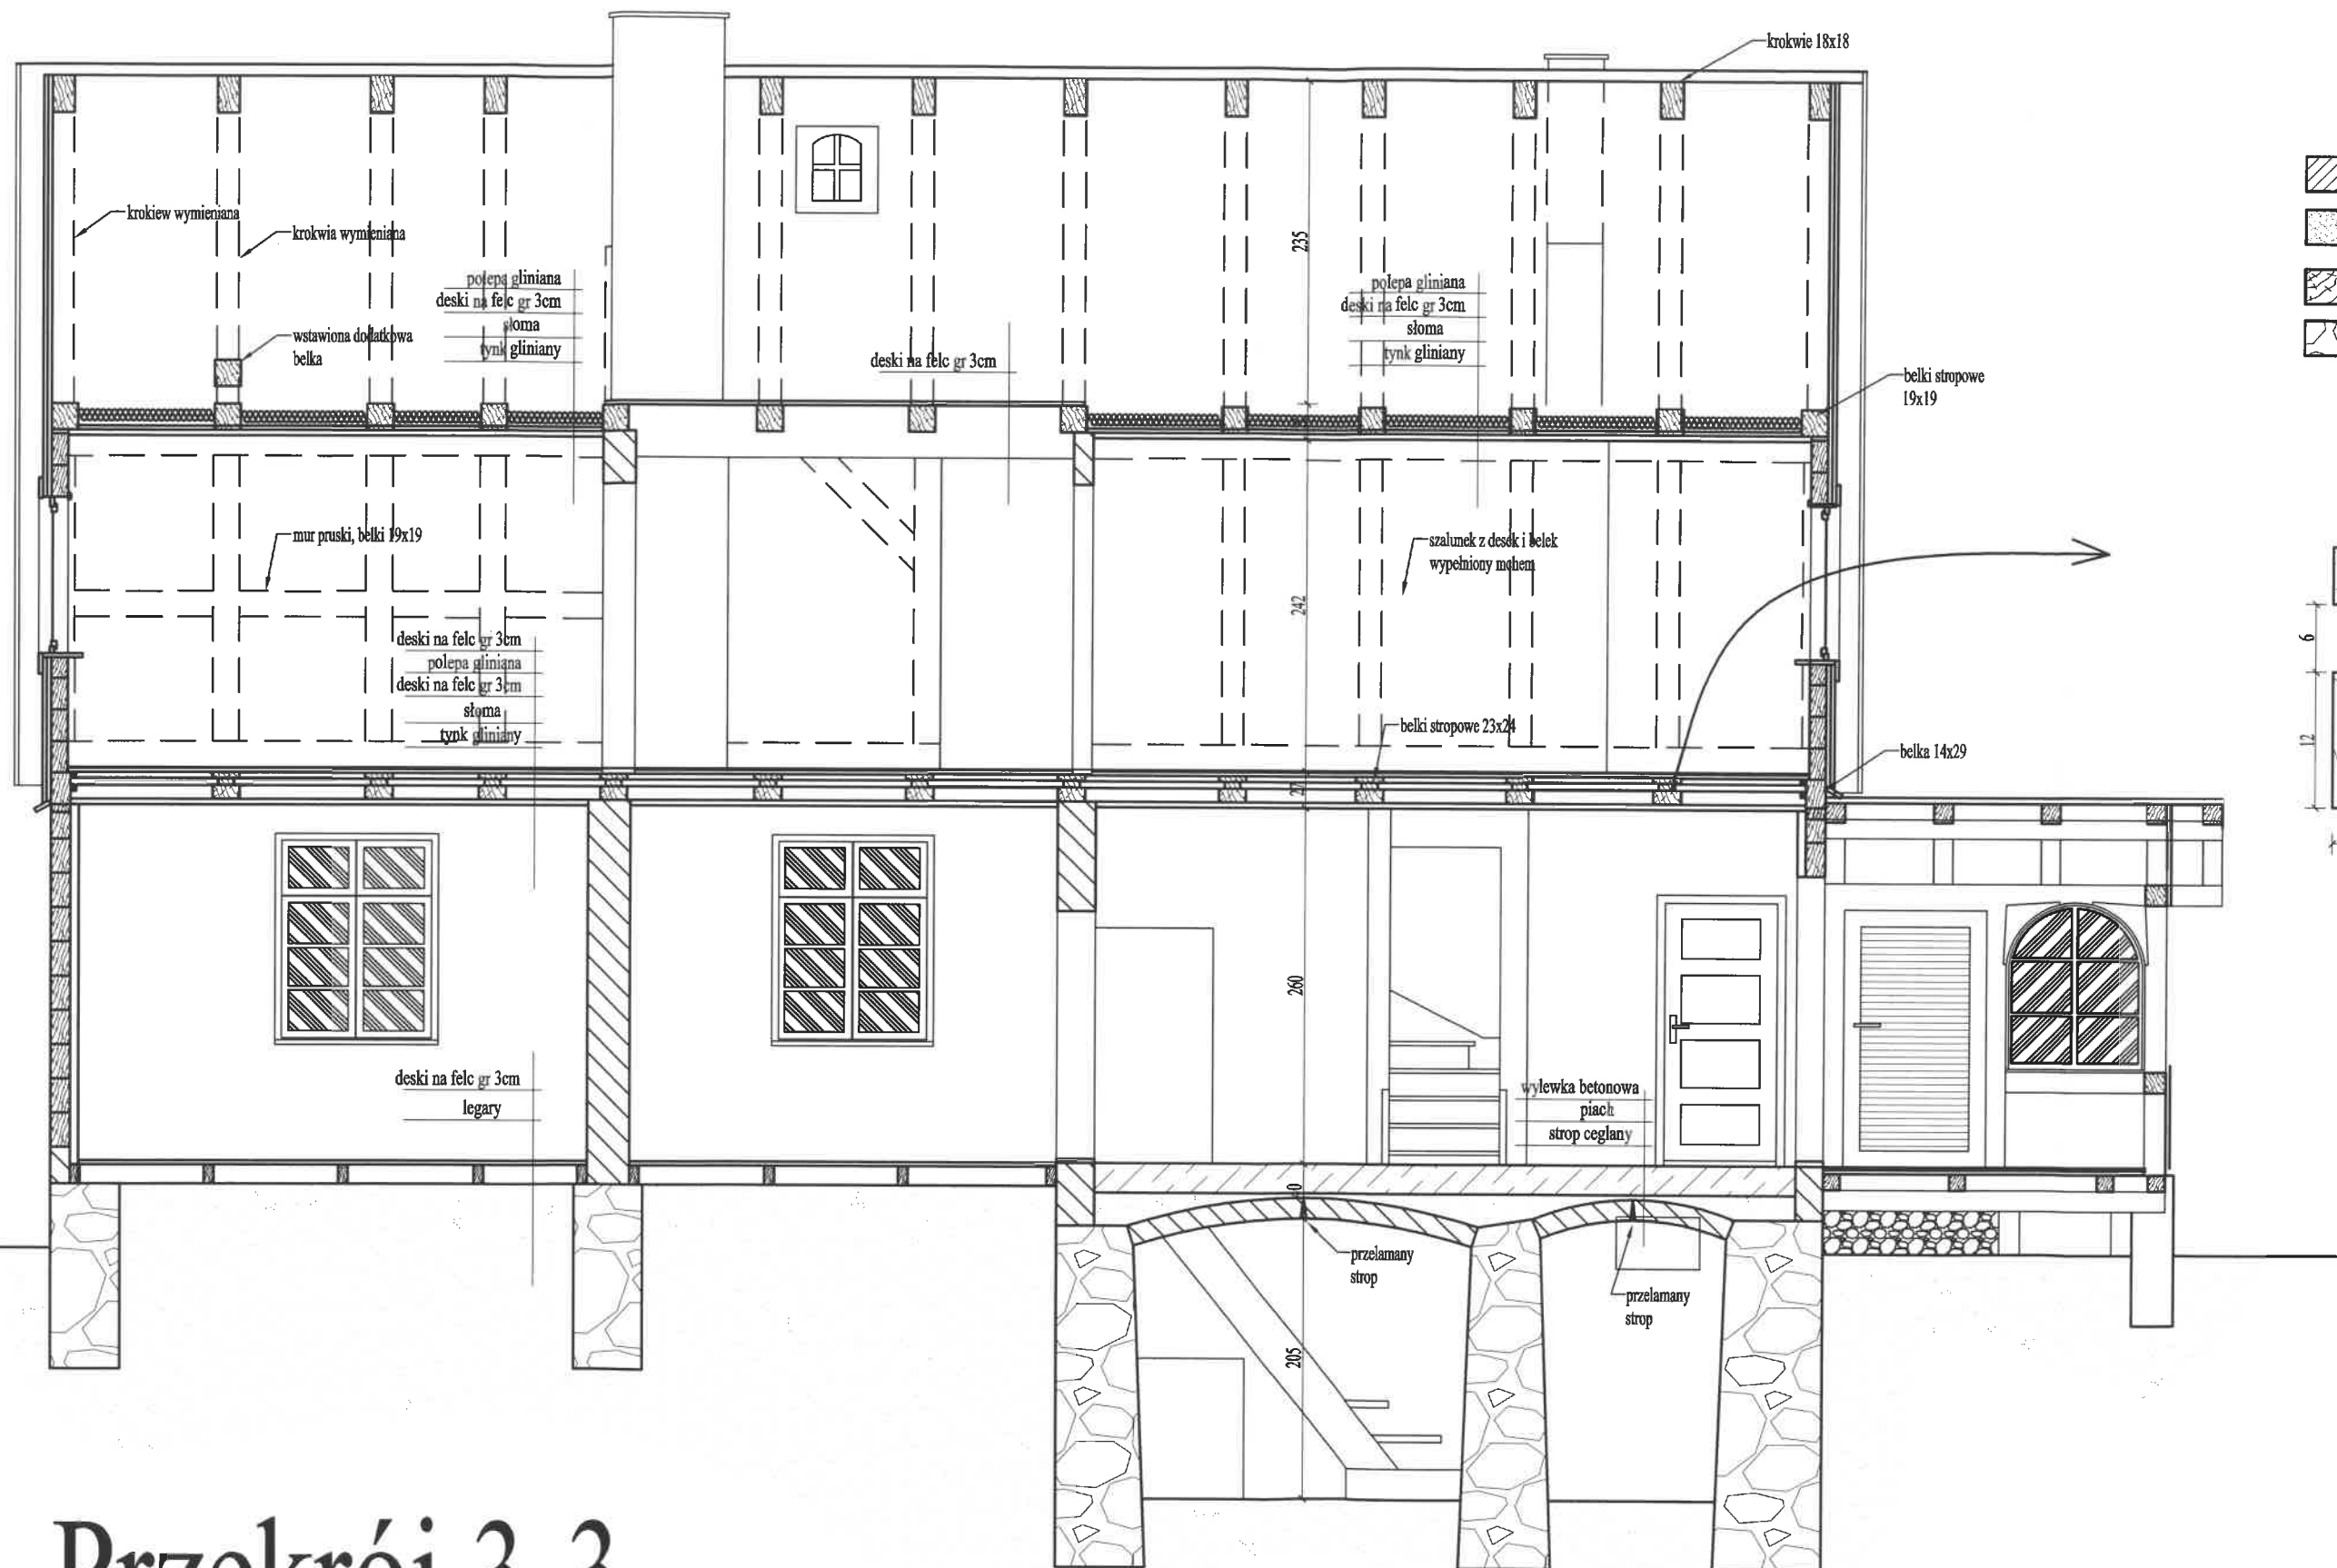 krokwie 18x18
krokiew wymieniana
krokwia wymieniana
235
polepa gliniana
deski na felc gr 3cm
słoma
tynk gliniany
polepa gliniana
deski na felc gr 3cm
słoma
tynk gliniany
wstawiona dodatkowa
belka
deski na felc gr 3cm
belki stropowe
19x19
mur pruski, belki 19x19
szalunek z desek i belek
wypełniony mchem
242
6
deski na felc gr 3cm
polepa gliniana
deski na felc gr 3cm
słoma
tynk gliniany
belki stropowe 23x24
belka 14x29
12
27
260
deski na felc gr 3cm
legary
wylewka betonowa
piach
strop ceglany
przelamany
strop
przelamany
strop
205
Przekrój 3-3